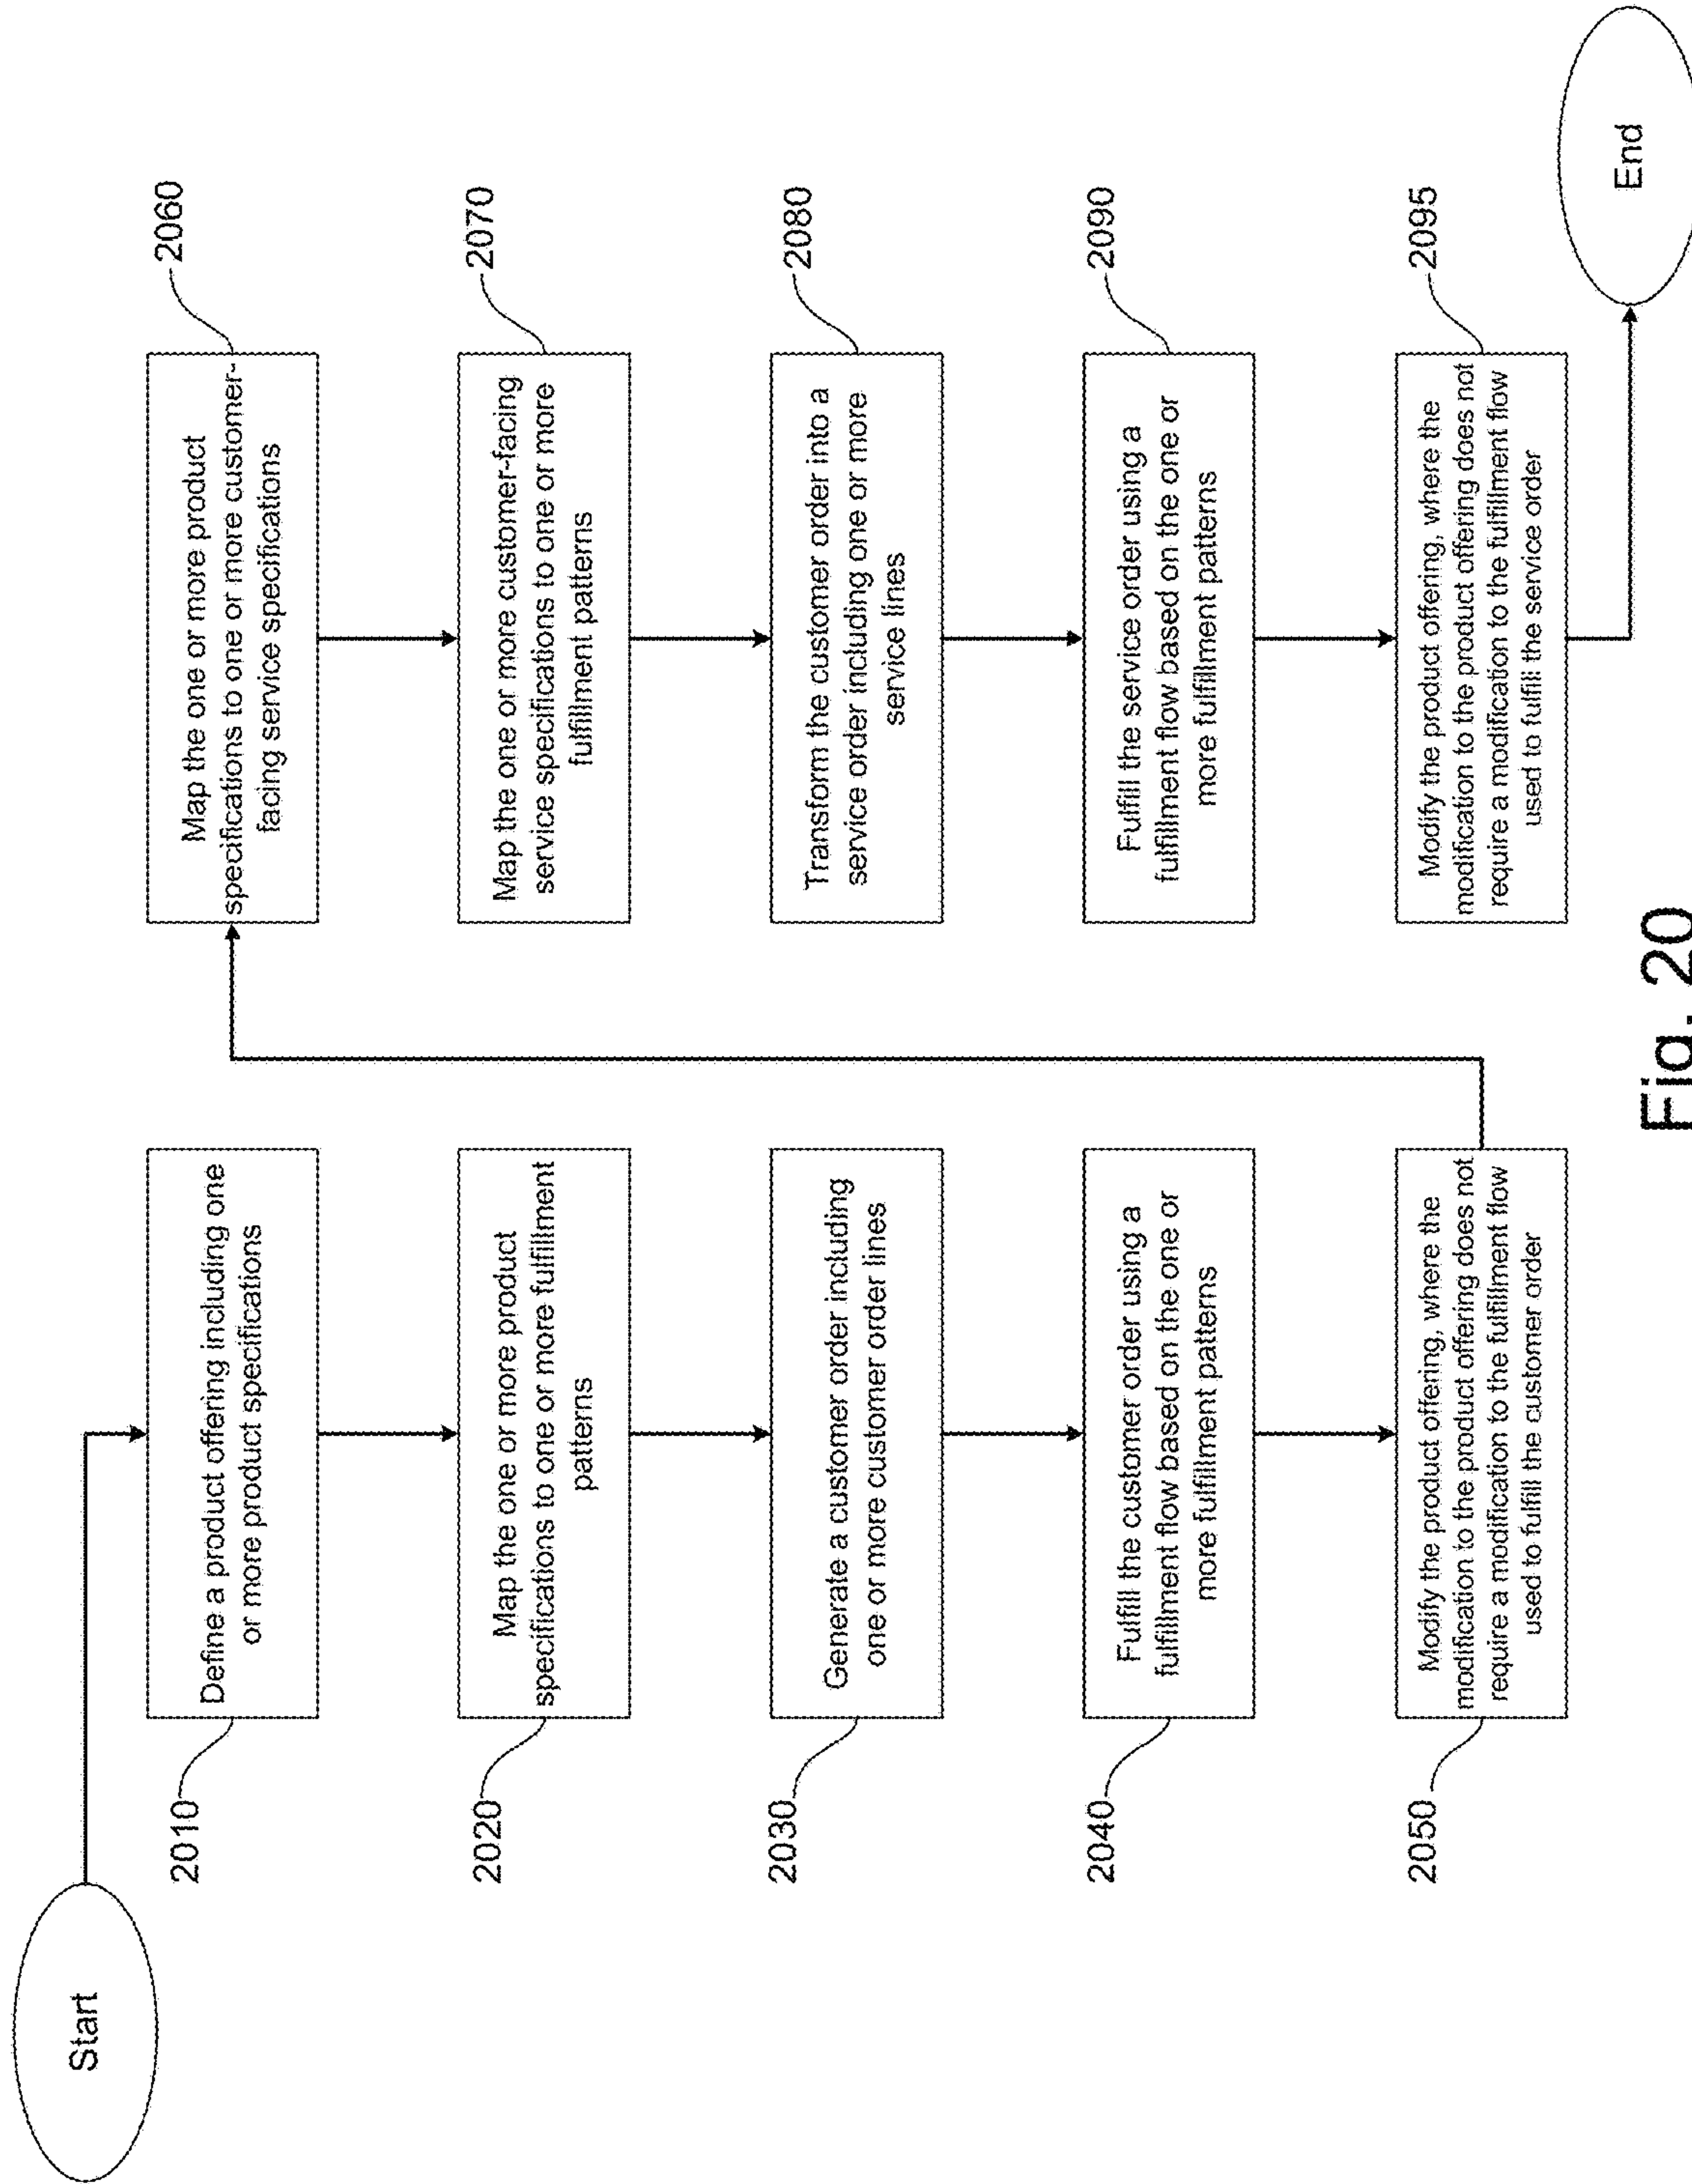 Start
2010
Define a product offering including one
or more product specifications
2020
Map the one or more product
specifications to one or more fulfillment
patterns
2030
Generate a customer order including
one or more customer order lines
2040
Fulfill the customer order using a
fulfillment flow based on the one or
more fulfillment patterns
2050
Modify the product offering, where the
modification to the product offering does not
require a modification to the fulfillment flow
used to fulfill the customer order
2060
Map the one or more product
specifications to one or more customer-
facing service specifications
2070
Map the one or more customer-facing
service specifications to one or more
fulfillment patterns
2080
Transform the customer order into a
service order including one or more
service lines
2090
Fulfill the service order using a
fulfillment flow based on the one or
more fulfillment patterns
2095
Modify the product offering, where the
modification to the product offering does not
require a modification to the fulfillment flow
used to fulfill the service order
End
Fig. 20